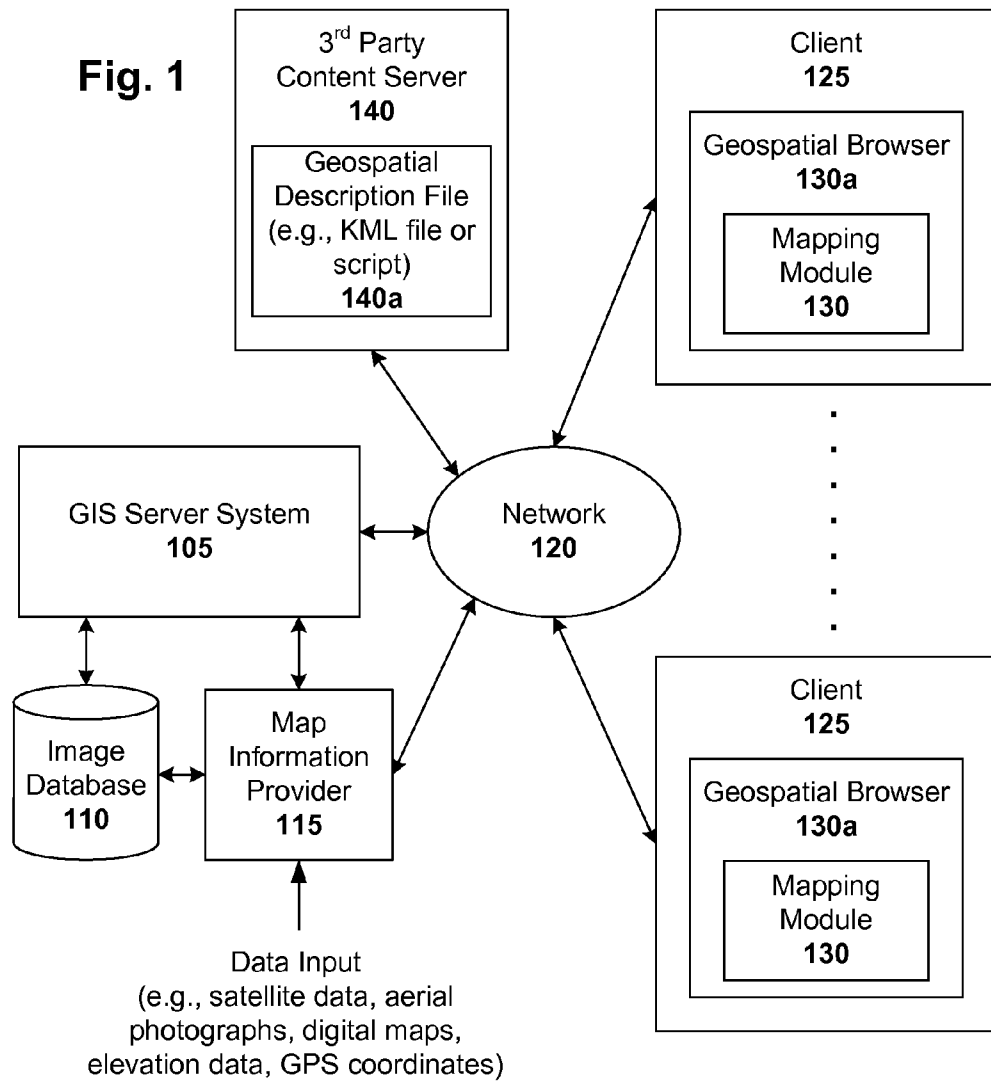 Fig. 1
3rd Party
Content Server
140
Geospatial
Description File
(e.g., KML file or
script)
140a
Client
125
Geospatial Browser
130a
Mapping
Module
130
GIS Server System
105
Network
120
Image
Database
110
Map
Information
Provider
115
Client
125
Geospatial Browser
130a
Mapping
Module
130
Data Input
(e.g., satellite data, aerial
photographs, digital maps,
elevation data, GPS coordinates)